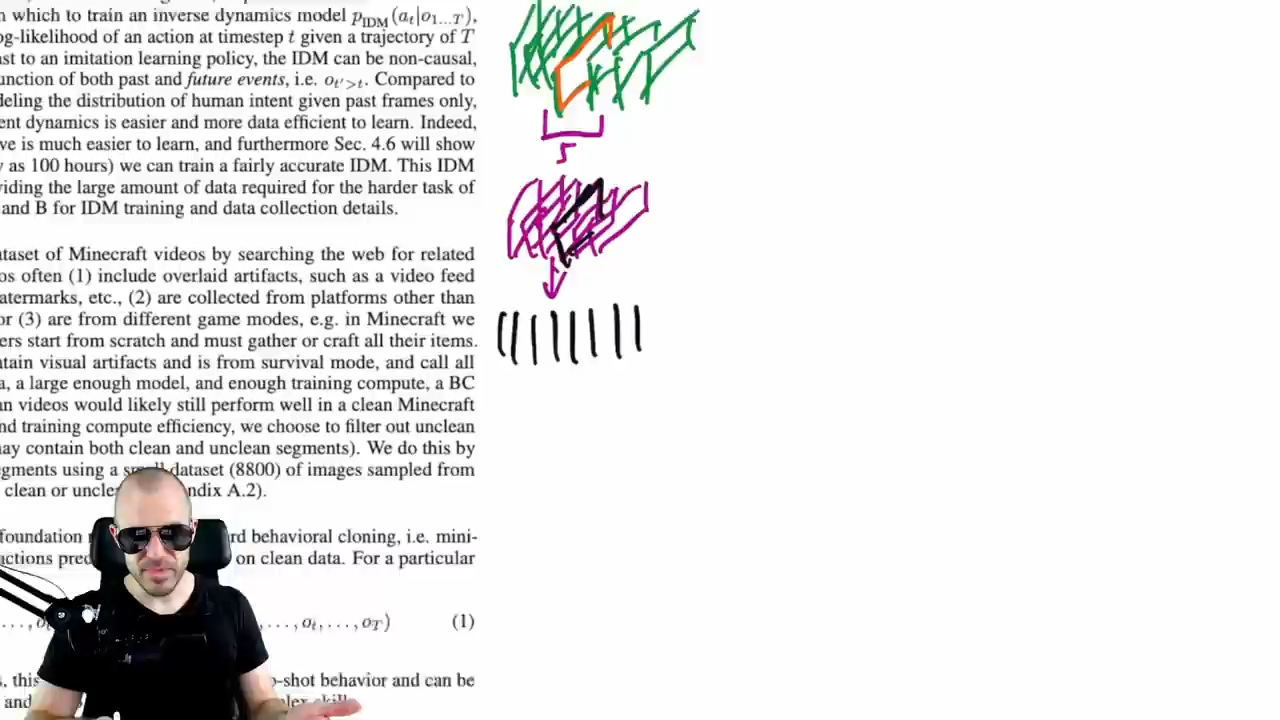 n which to train an inverse dynamics model p_IDM(a_t|o_1...T),
og-likelihood of an action at timestep t given a trajectory of T
ast to an imitation learning policy, the IDM can be non-causal,
unction of both past and future events, i.e. o_t'>t. Compared to
deling the distribution of human intent given past frames only,
ent dynamics is easier and more data efficient to learn. Indeed,
ve is much easier to learn, and furthermore Sec. 4.6 will show
y as 100 hours) we can train a fairly accurate IDM. This IDM
viding the large amount of data required for the harder task of
and B for IDM training and data collection details.
5
ataset of Minecraft videos by searching the web for related
os often (1) include overlaid artifacts, such as a video feed
atermarks, etc., (2) are collected from platforms other than
or (3) are from different game modes, e.g. in Minecraft we
ers start from scratch and must gather or craft all their items.
ntain visual artifacts and is from survival mode, and call all
a, a large enough model, and enough training compute, a BC
an videos would likely still perform well in a clean Minecraft
nd training compute efficiency, we choose to filter out unclean
nay contain both clean and unclean segments). We do this by
egments using a small dataset (8800) of images sampled from
clean or uncle ndix A.2).
foundation rd behavioral cloning, i.e. mini-
actions pred on clean data. For a particular
..., o , ..., o_t, ..., o_T) (1)
s, this o-shot behavior and can be
and plex skill